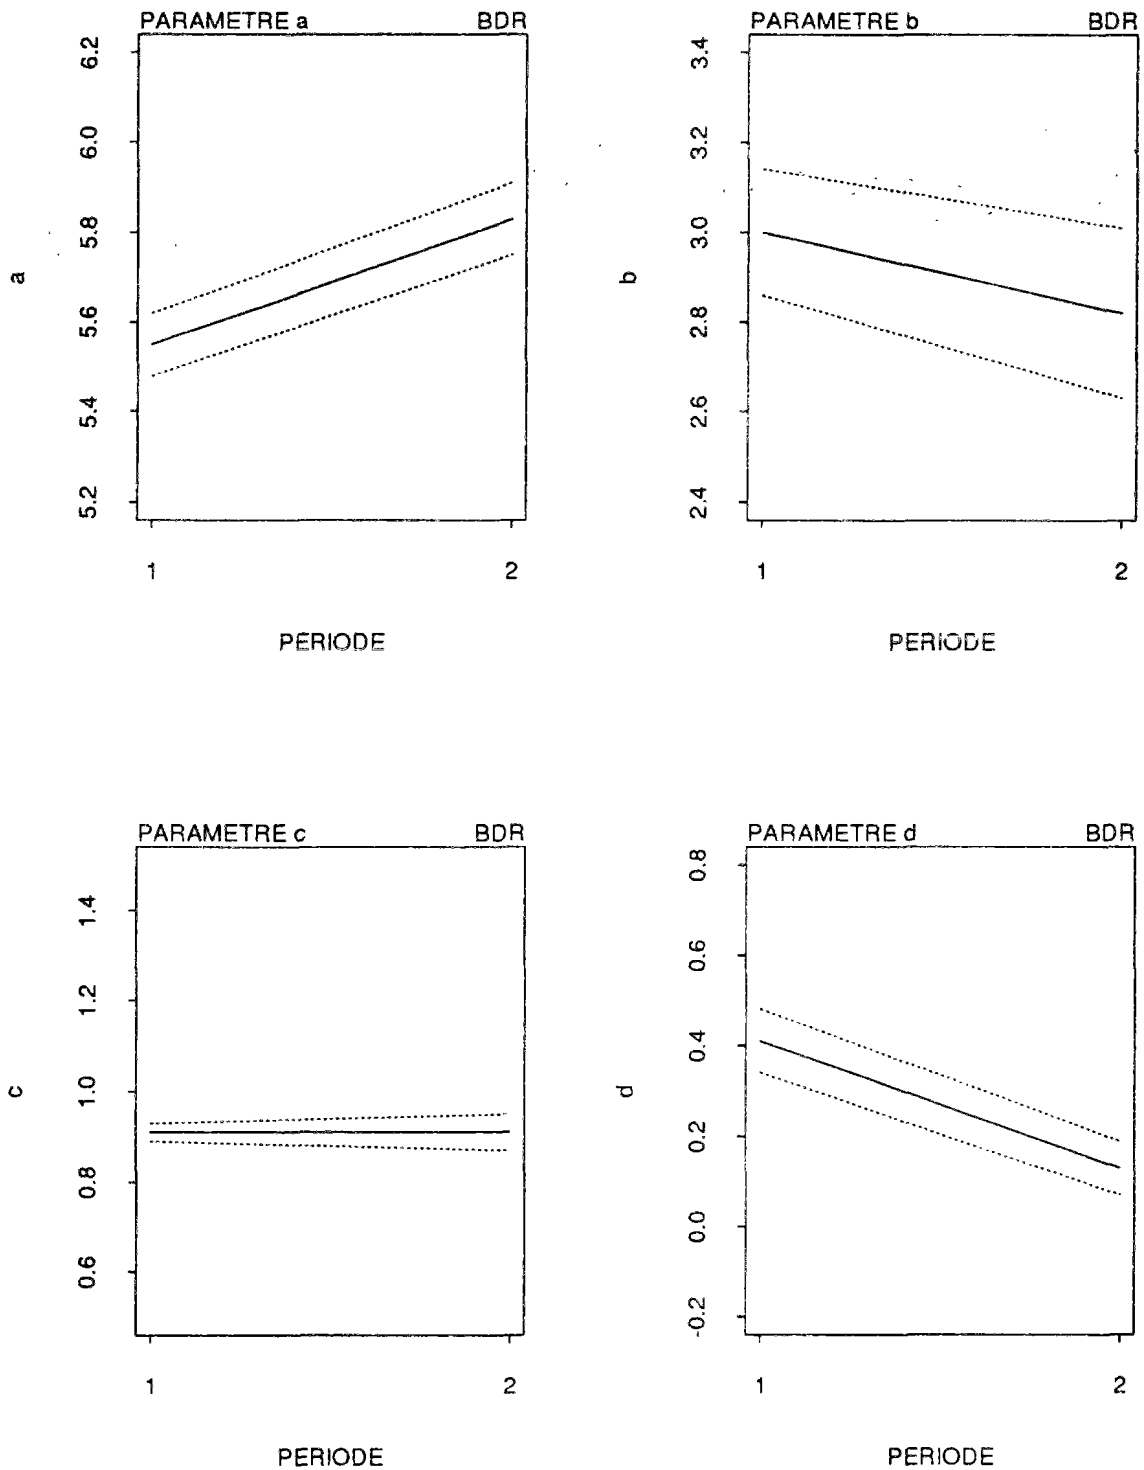 PARAMETRE a BDR
6.2
6.0
5.8
5.6
5.4
5.2
a
1 2
PERIODE
PARAMETRE b BDR
3.4
3.2
3.0
2.8
2.6
2.4
b
1 2
PERIODE
PARAMETRE c BDR
1.4
1.2
1.0
0.8
0.6
c
1 2
PERIODE
PARAMETRE d BDR
0.8
0.6
0.4
0.2
0.0
-0.2
d
1 2
PERIODE